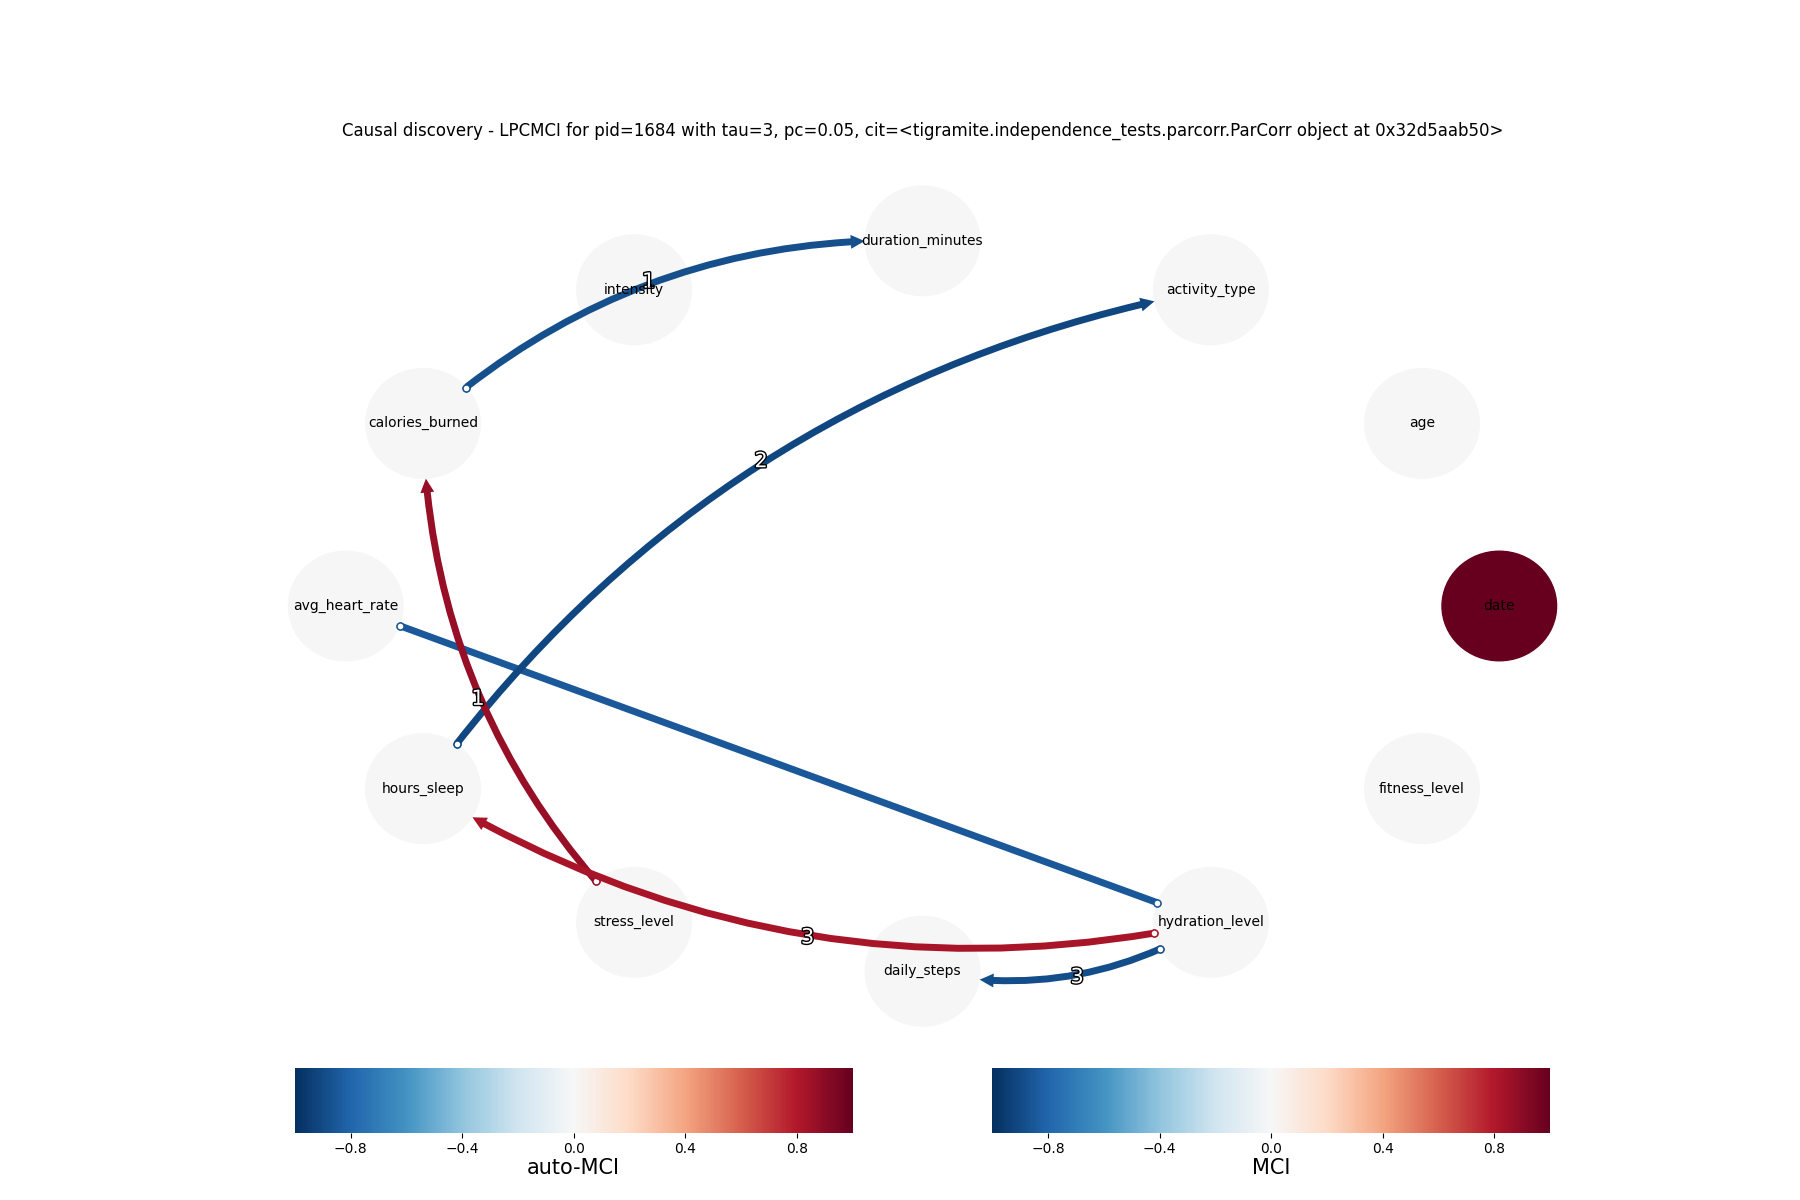 Causal discovery - LPCMCI for pid=1684 with tau=3, pc=0.05, cit=<tigramite.independence_tests.parcorr.ParCorr object at 0x32d5aab50>
duration_minutes
intensity
1
activity_type
calories_burned
age
2
avg_heart_rate
date
1
hours_sleep
fitness_level
stress_level
hydration_level
3
daily_steps
3
−0.8 −0.4 0.0 0.4 0.8
auto-MCI
−0.8 −0.4 0.0 0.4 0.8
MCI